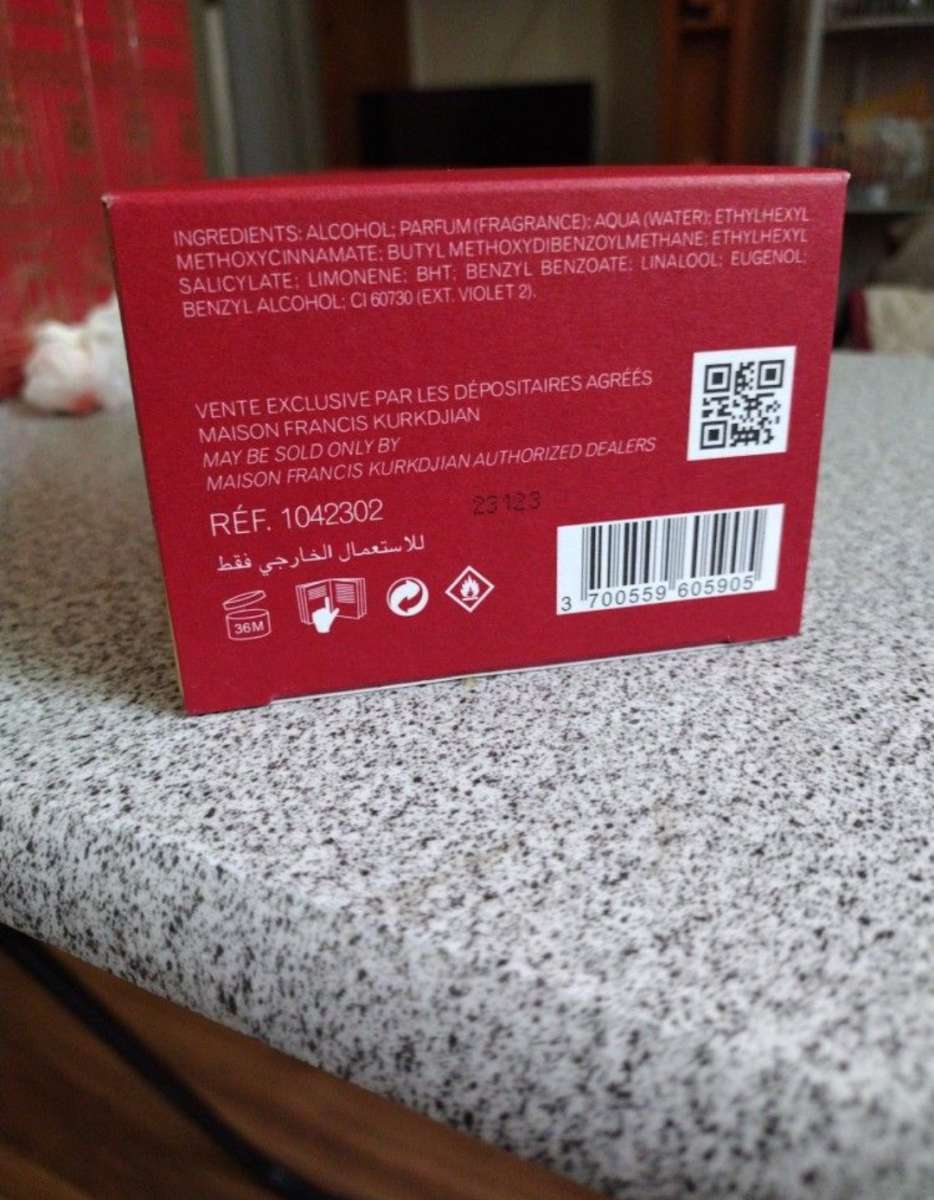 INGREDIENTS: ALCOHOL; PARFUM (FRAGRANCE); AQUA (WATER); ETHYLHEXYL
METHOXYCINNAMATE; BUTYL METHOXYDIBENZOYLMETHANE; ETHYLHEXYL
SALICYLATE; LIMONENE; BHT; BENZYL BENZOATE; LINALOOL; EUGENOL;
BENZYL ALCOHOL; CI 60730 (EXT. VIOLET 2).
VENTE EXCLUSIVE PAR LES DÉPOSITAIRES AGRÉÉS
MAISON FRANCIS KURKDJIAN
MAY BE SOLD ONLY BY
MAISON FRANCIS KURKDJIAN AUTHORIZED DEALERS
RÉF. 1042302
23123
للاستعمال الخارجي فقط
36M
3 700559 605905